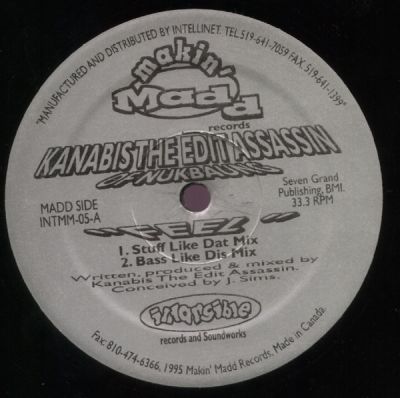 "MANUFACTURED AND DISTRIBUTED BY INTELLINET. TEL 519-641-7059 FAX. 519-641-1399"
makin'
Madd
records
KANABIS THE EDIT ASSASSIN
OF NUKBAUNS
MADD SIDE
INTMM-05-A
Seven Grand
Publishing, BMI.
33.3 RPM
"FEEL"
1. Stuff Like Dat Mix
2. Bass Like Dis Mix
Written, produced & mixed by
Kanabis The Edit Assassin.
Conceived by J. Sims.
records and Soundworks
Fax: 810-474-6366, 1995 Makin' Madd Records. Made in Canada.